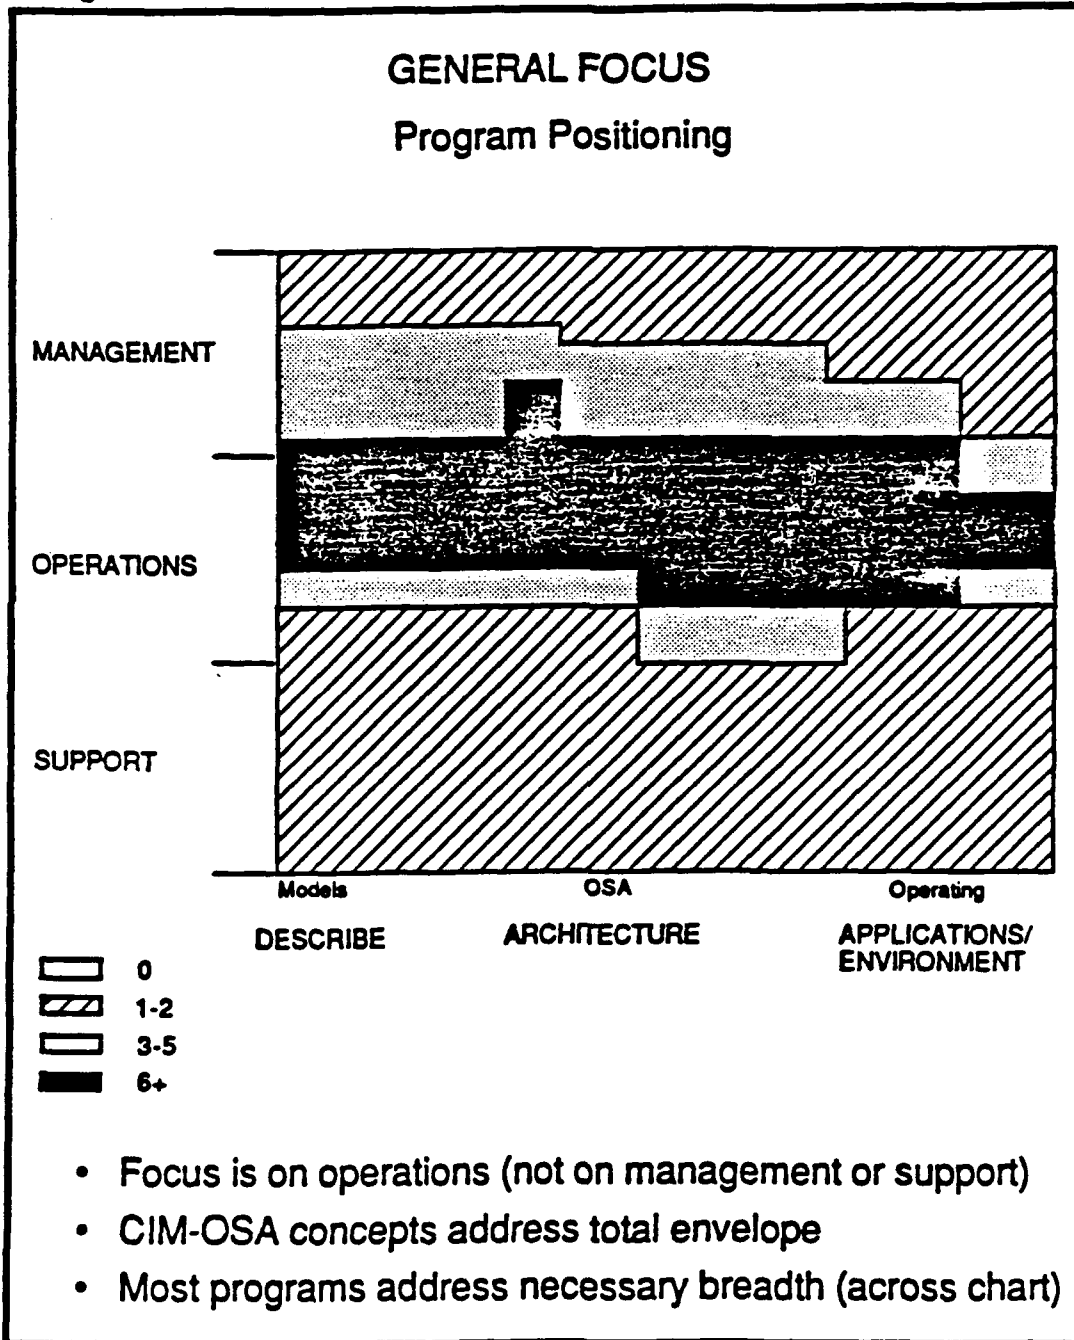 GENERAL FOCUS
Program Positioning
MANAGEMENT
OPERATIONS
SUPPORT
Models
OSA
Operating
DESCRIBE
ARCHITECTURE
APPLICATIONS/
ENVIRONMENT
0
1-2
3-5
6+
• Focus is on operations (not on management or support)
• CIM-OSA concepts address total envelope
• Most programs address necessary breadth (across chart)